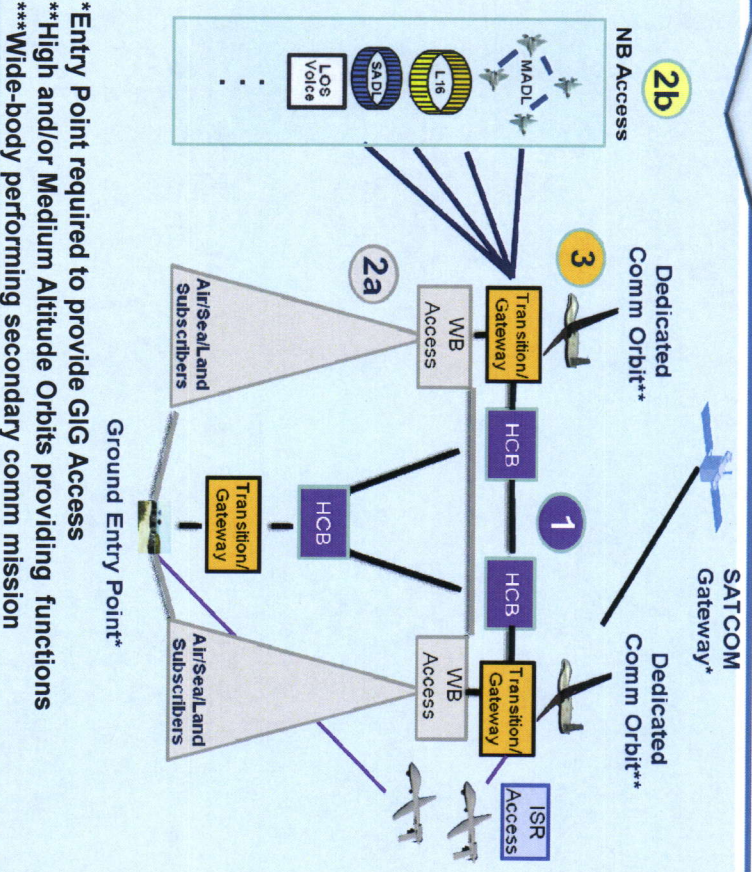 SATCOM
Gateway*
Dedicated
Comm Orbit**
Dedicated
Comm Orbit**
NB Access
2b
3
1
2a
MADL
L16
SADL
LOS
Voice
. . .
Transition/
Gateway
HCB
HCB
Transition/
Gateway
ISR
Access
WB
Access
WB
Access
HCB
Transition/
Gateway
Air/Sea/Land
Subscribers
Air/Sea/Land
Subscribers
Ground Entry Point*
*Entry Point required to provide GIG Access
**High and/or Medium Altitude Orbits providing functions
***Wide-body performing secondary comm mission